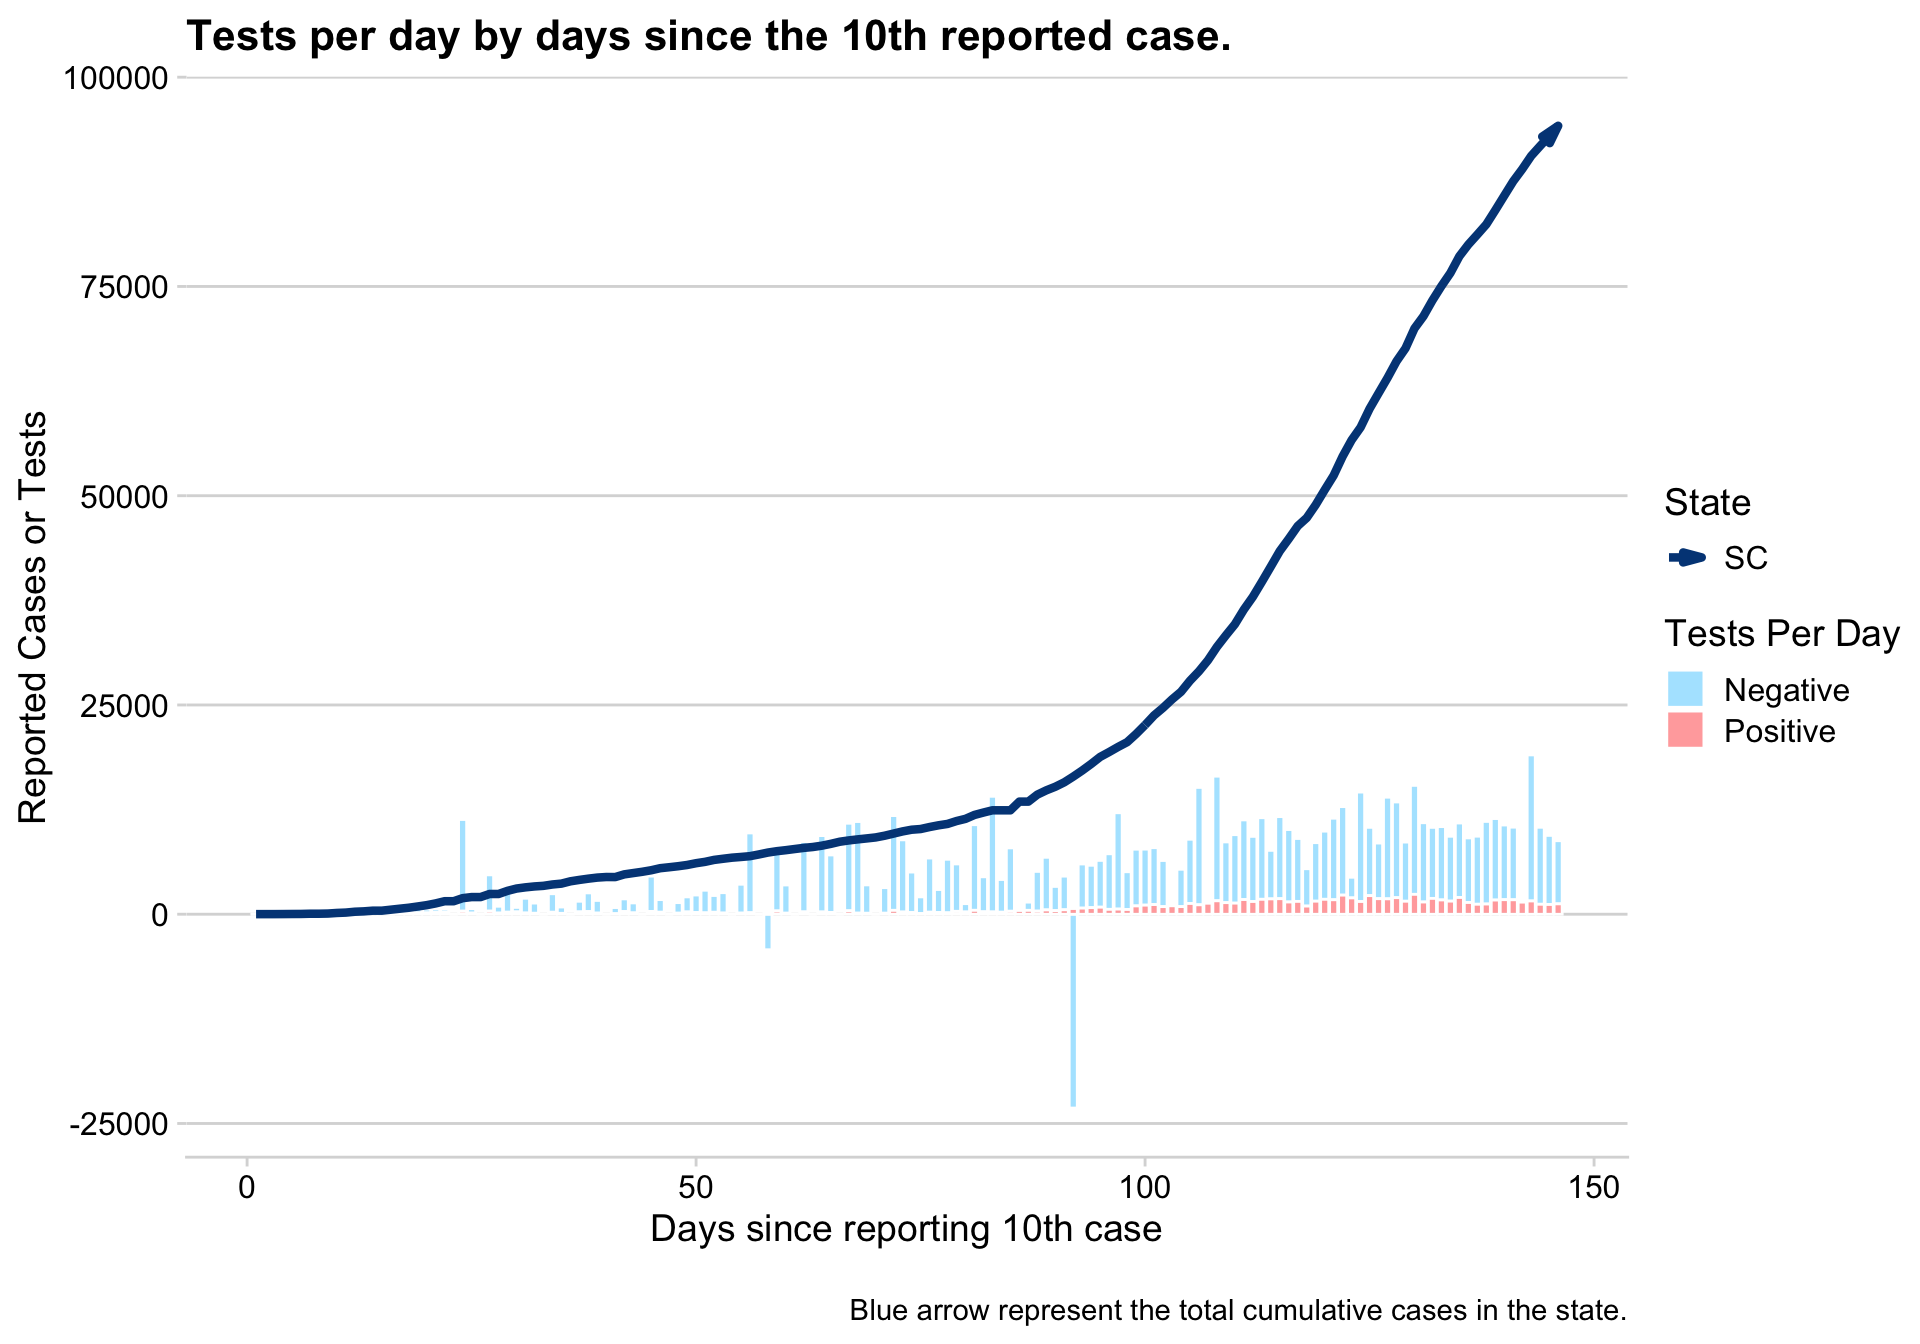 Tests per day by days since the 10th reported case.
100000
75000
50000
25000
0
-25000
Reported Cases or Tests
0 50 100 150
Days since reporting 10th case
State
SC
Tests Per Day
Negative
Positive
Blue arrow represent the total cumulative cases in the state.